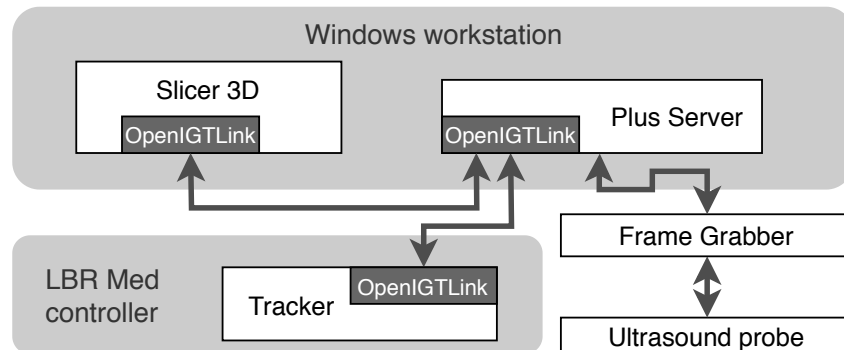 Windows workstation
Slicer 3D
OpenIGTLink
Plus Server
OpenIGTLink
Frame Grabber
LBR Med
controller
Tracker
OpenIGTLink
Ultrasound probe